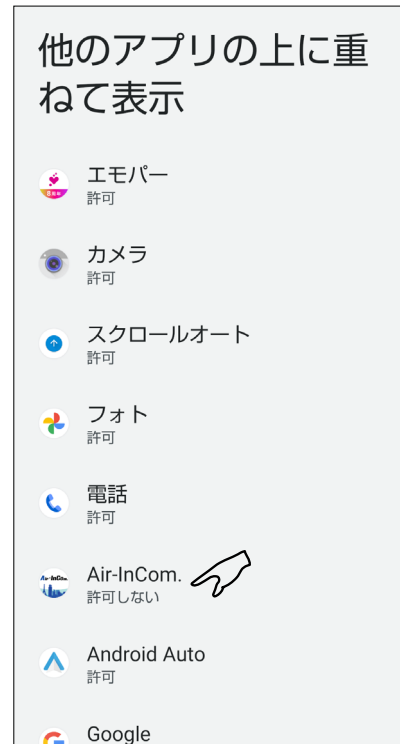 他のアプリの上に重
ねて表示
エモパー
許可
カメラ
許可
スクロールオート
許可
フォト
許可
電話
許可
Air-InCom.
許可しない
Android Auto
許可
Google